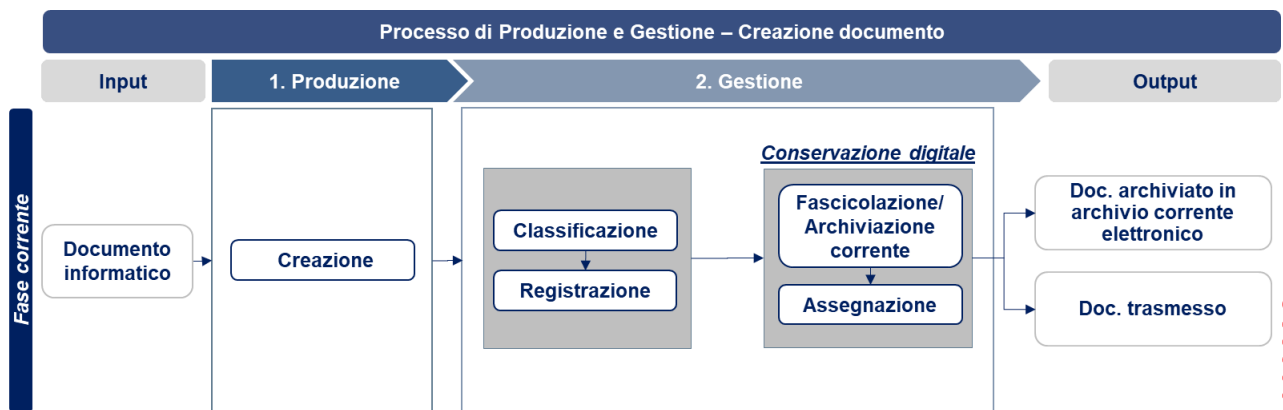 Processo di Produzione e Gestione – Creazione documento
Input
1. Produzione
2. Gestione
Output
Fase corrente
Documento
informatico
Creazione
Classificazione
Registrazione
Conservazione digitale
Fascicolazione/
Archiviazione
corrente
Assegnazione
Doc. archiviato in
archivio corrente
elettronico
Doc. trasmesso